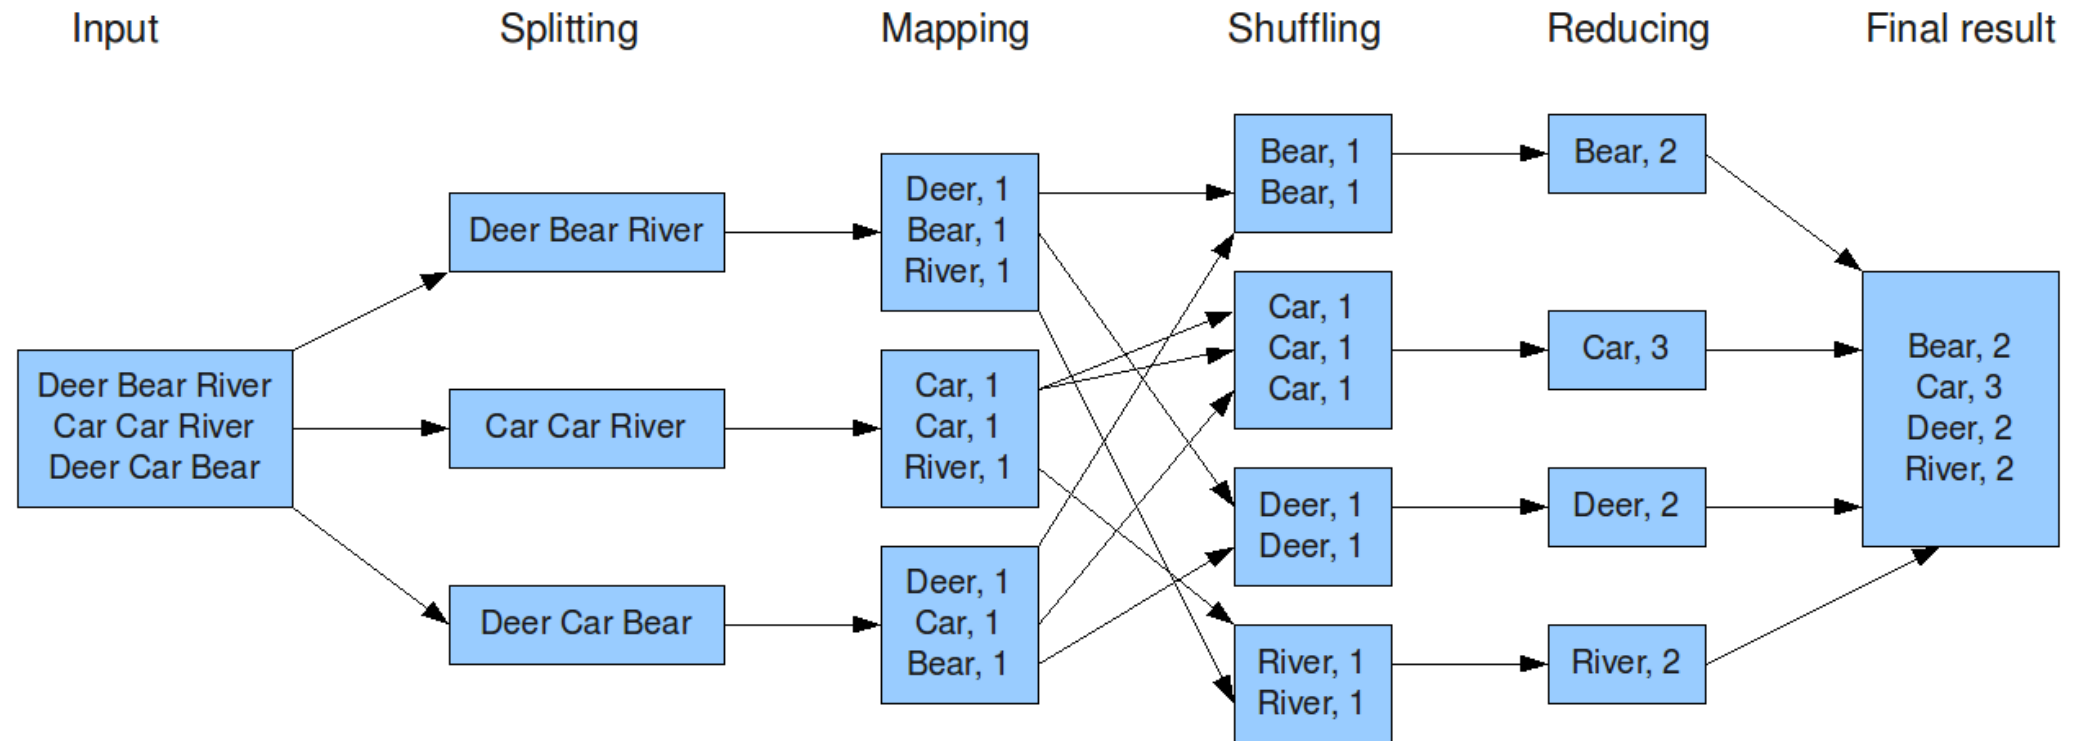 Input
Splitting
Mapping
Shuffling
Reducing
Final result
Deer Bear River
Car Car River
Deer Car Bear
Deer Bear River
Car Car River
Deer Car Bear
Deer, 1
Bear, 1
River, 1
Car, 1
Car, 1
River, 1
Deer, 1
Car, 1
Bear, 1
Bear, 1
Bear, 1
Car, 1
Car, 1
Car, 1
Deer, 1
Deer, 1
River, 1
River, 1
Bear, 2
Car, 3
Deer, 2
River, 2
Bear, 2
Car, 3
Deer, 2
River, 2